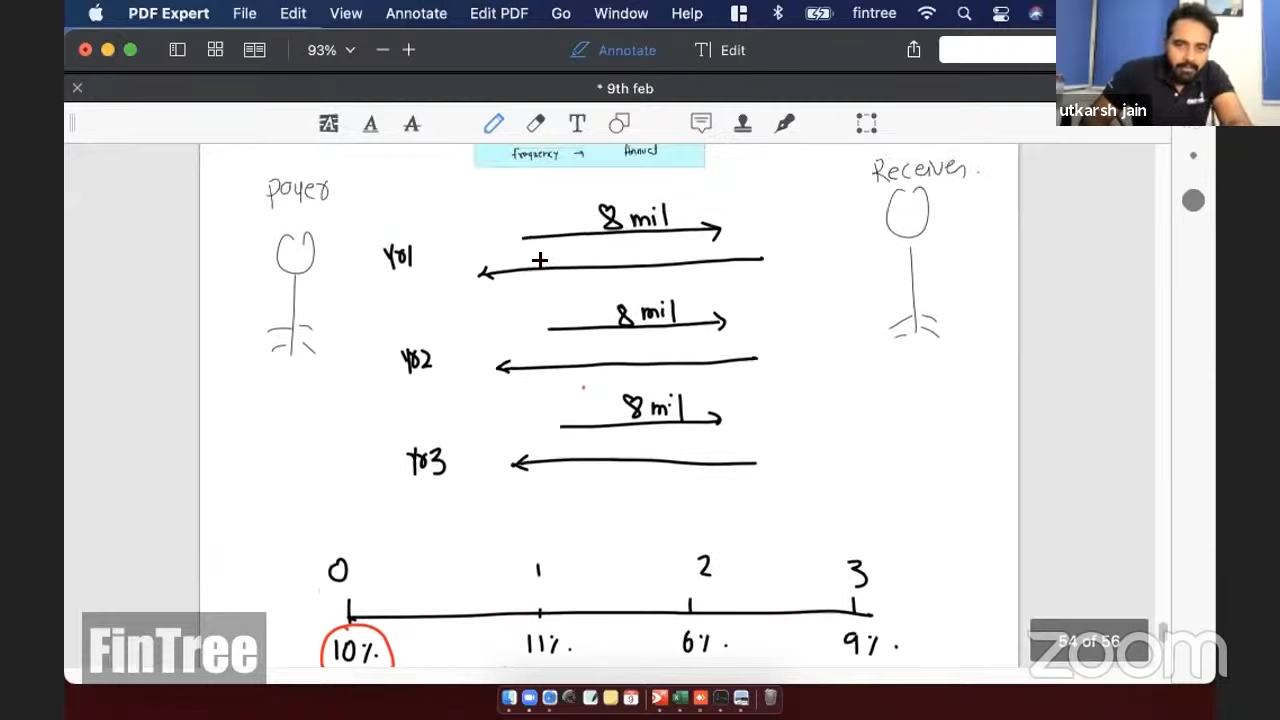 PDF Expert File Edit View Annotate Edit PDF Go Window Help fintree
93% Annotate Edit
* 9th feb
utkarsh jain
frequency → Annual
Payer
Receiver.
8 mil
Yr1
8 mil
Yr2
8 mil
Yr3
0 1 2 3
10%. 11%. 6%. 9%.
FinTree
54 of 56
zoom